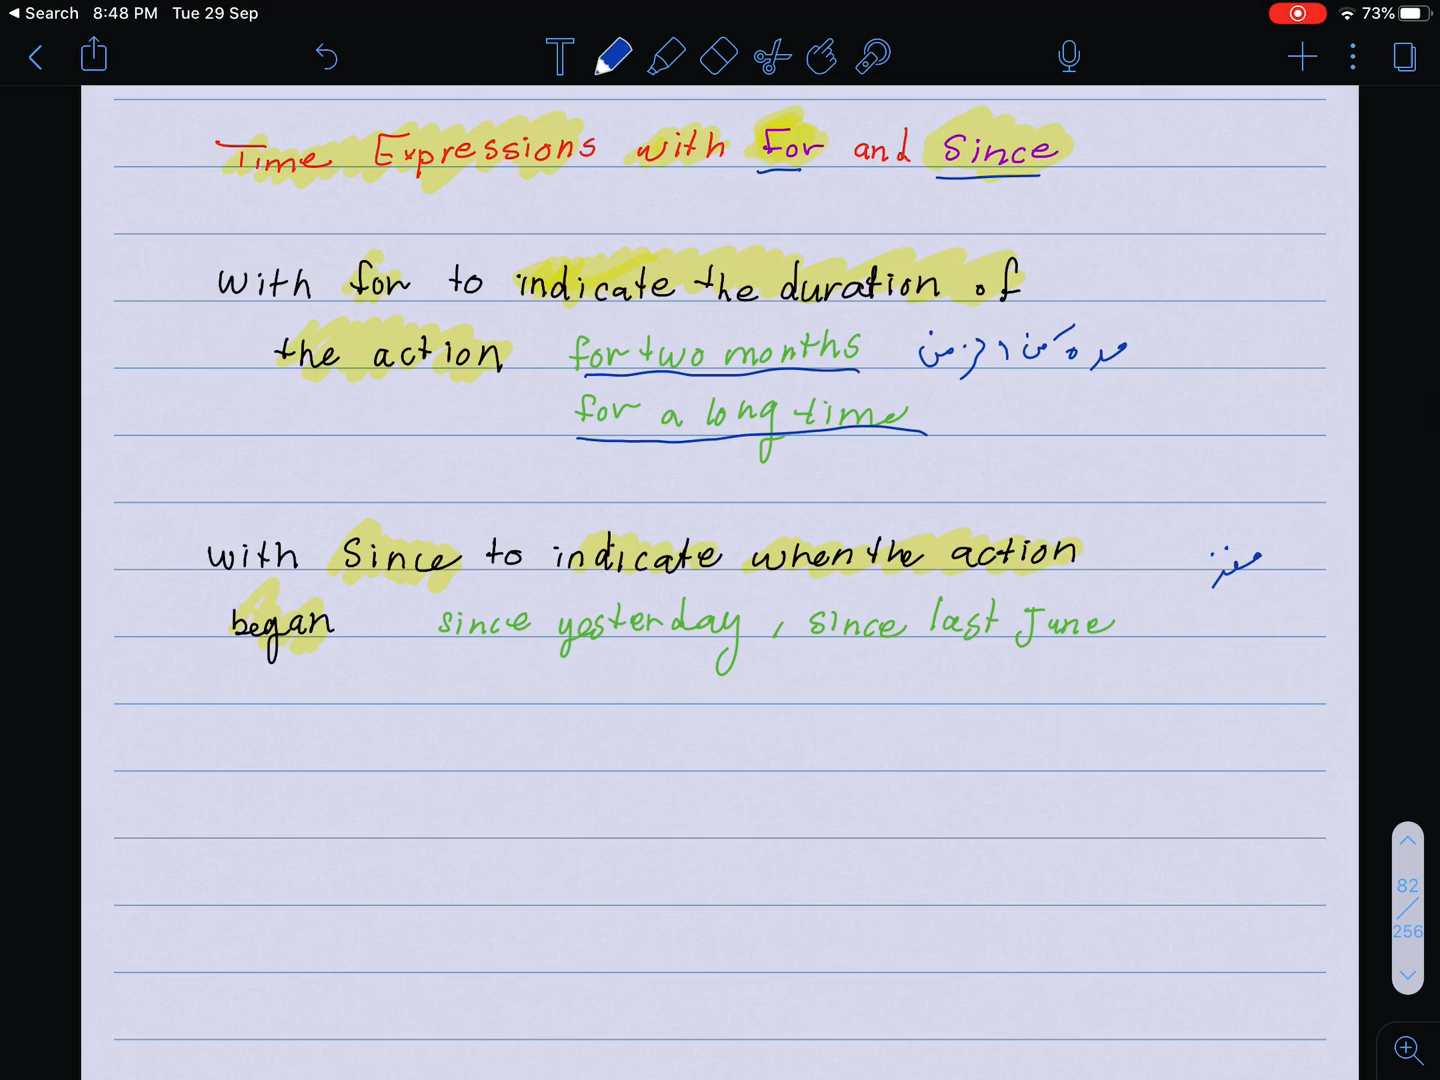 Search 8:48 PM Tue 29 Sep 73%
Time Expressions with For and Since
with for to indicate the duration of
the action for two months مدة من الزمن
for a long time
with Since to indicate when the action منذ
began since yesterday, since last June
82
256